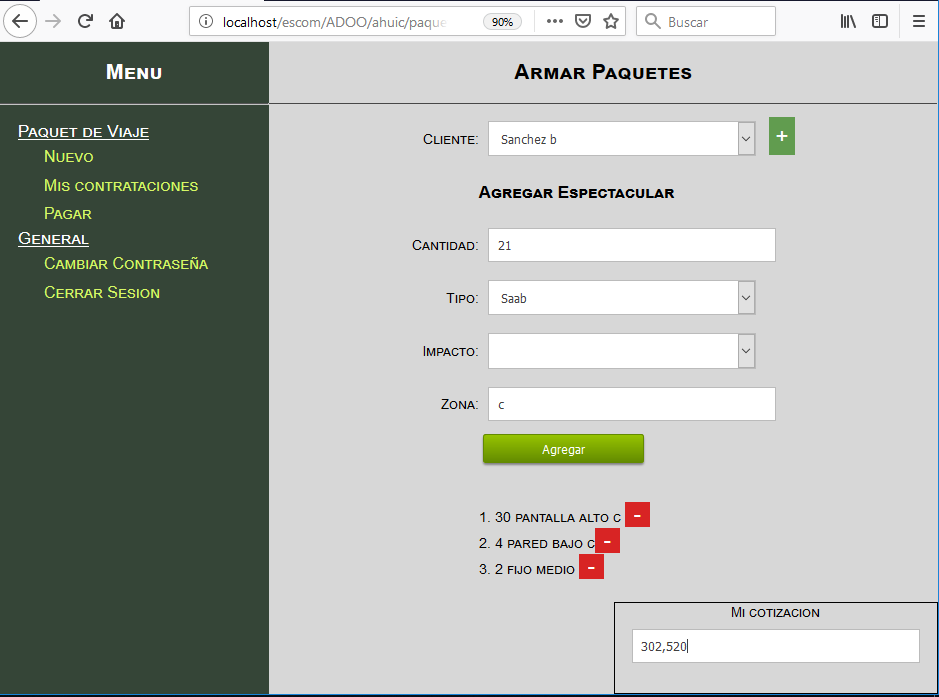 localhost/escom/ADOO/ahuic/paque
90%
Buscar
Menu
Paquet de Viaje
Nuevo
Mis contrataciones
Pagar
General
Cambiar Contraseña
Cerrar Sesion
Armar Paquetes
Cliente: Sanchez b +
Agregar Espectacular
Cantidad: 21
Tipo: Saab
Impacto:
Zona: c
Agregar
1. 30 pantalla alto c -
2. 4 pared bajo c -
3. 2 fijo medio -
Mi cotizacion
302,520